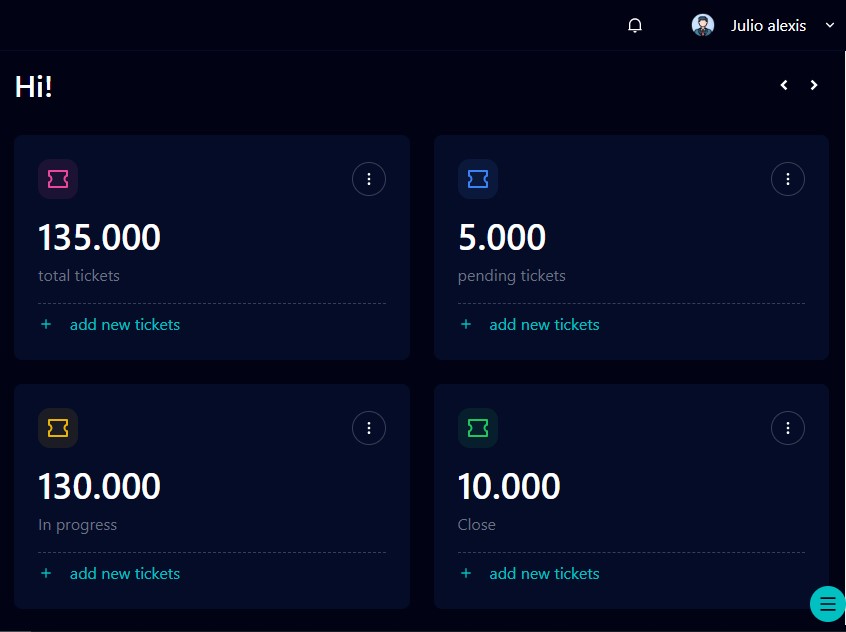 Julio alexis
Hi!
135.000
total tickets
+ add new tickets
5.000
pending tickets
+ add new tickets
130.000
In progress
+ add new tickets
10.000
Close
+ add new tickets